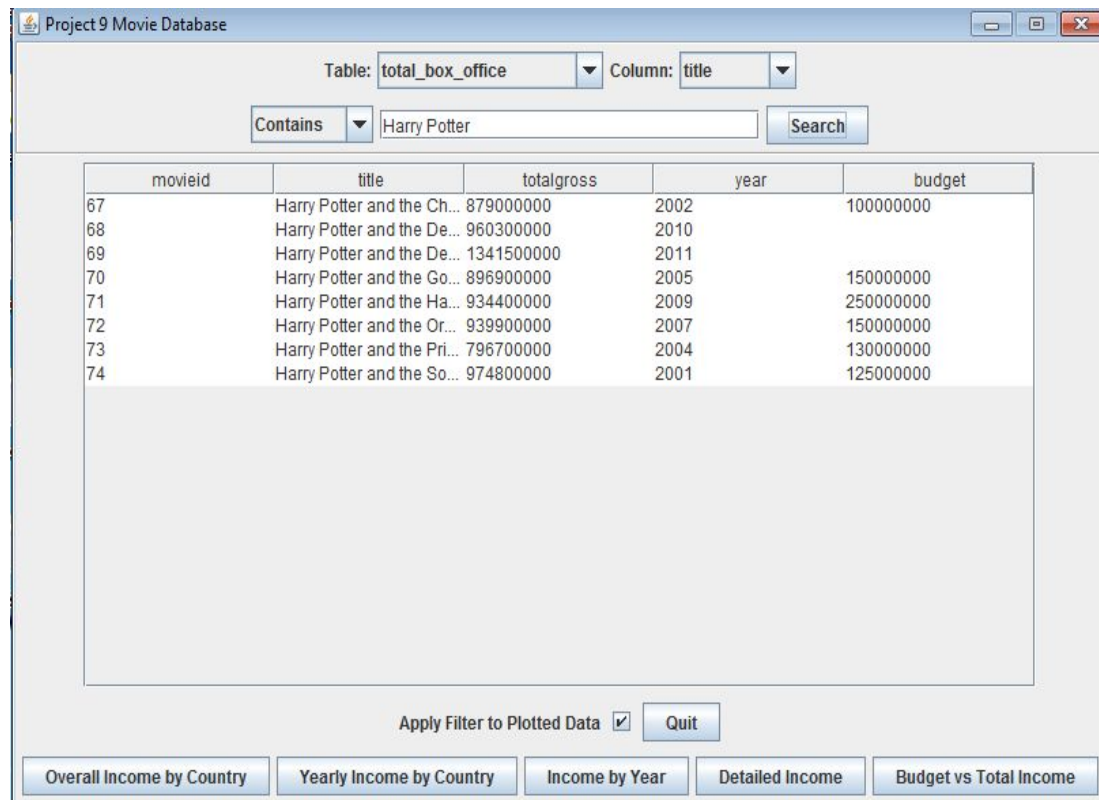 Project 9 Movie Database
Table: total_box_office Column: title
Contains Harry Potter Search
movieid title totalgross year budget
67 Harry Potter and the Ch... 879000000 2002 100000000
68 Harry Potter and the De... 960300000 2010
69 Harry Potter and the De... 1341500000 2011
70 Harry Potter and the Go... 896900000 2005 150000000
71 Harry Potter and the Ha... 934400000 2009 250000000
72 Harry Potter and the Or... 939900000 2007 150000000
73 Harry Potter and the Pri... 796700000 2004 130000000
74 Harry Potter and the So... 974800000 2001 125000000
Apply Filter to Plotted Data Quit
Overall Income by Country Yearly Income by Country Income by Year Detailed Income Budget vs Total Income